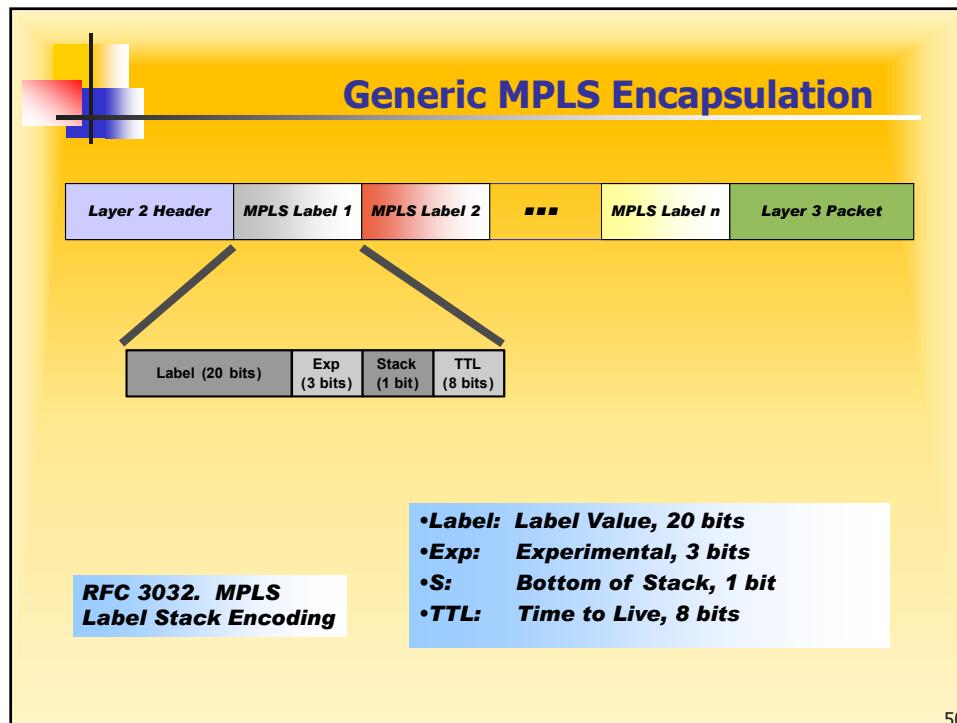 Generic MPLS Encapsulation
Layer 2 Header MPLS Label 1 MPLS Label 2 ▪▪▪ MPLS Label n Layer 3 Packet
Label (20 bits) Exp (3 bits) Stack (1 bit) TTL (8 bits)
•Label: Label Value, 20 bits
•Exp: Experimental, 3 bits
•S: Bottom of Stack, 1 bit
•TTL: Time to Live, 8 bits
RFC 3032. MPLS
Label Stack Encoding